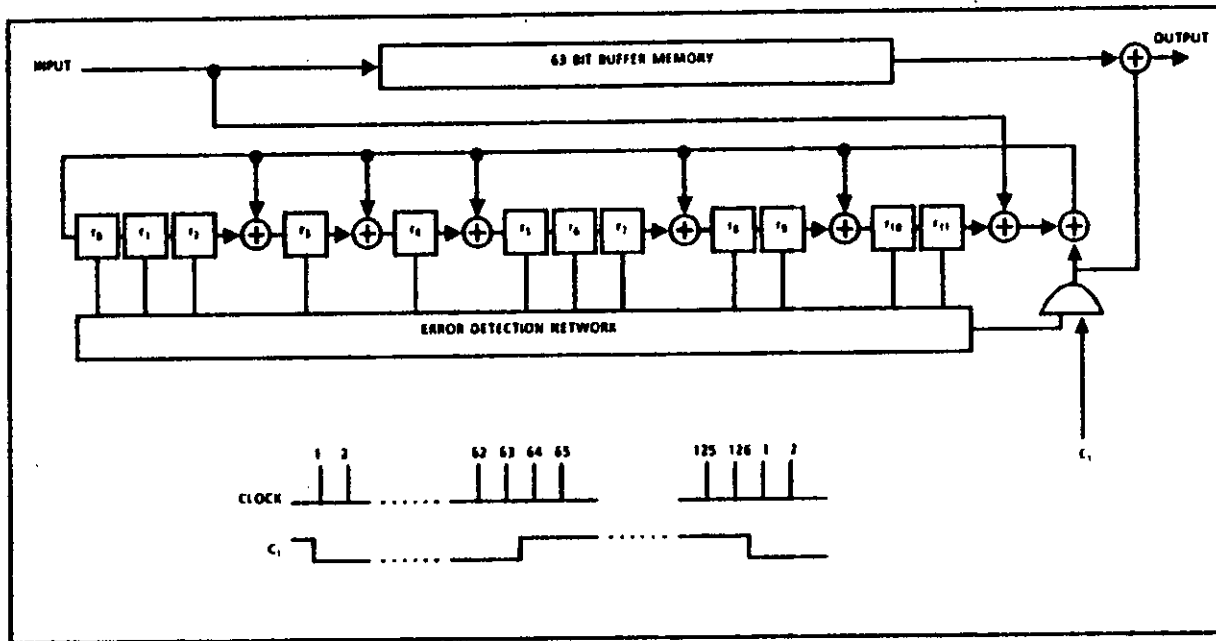 INPUT
63 BIT BUFFER MEMORY
OUTPUT
r0 r1 r2 r3 r4 r5 r6 r7 r8 r9 r10 r11
ERROR DETECTION NETWORK
C1
1 2 62 63 64 65 125 126 1 2
CLOCK
C1